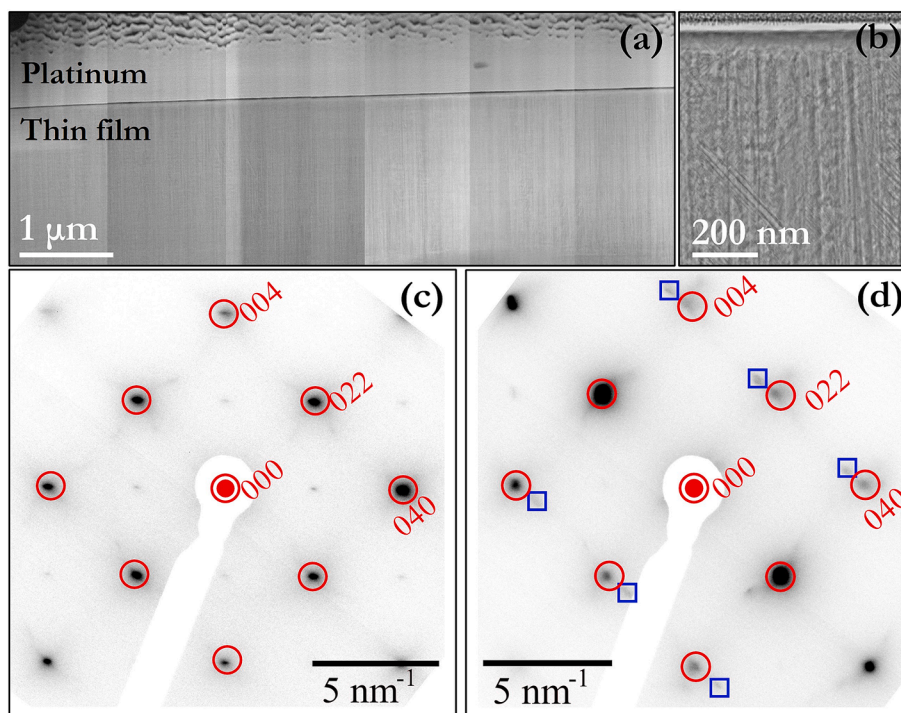 (a)
Platinum
Thin film
1 μm
(b)
200 nm
(c)
004
022
000
040
5 nm⁻¹
(d)
004
022
000
040
5 nm⁻¹